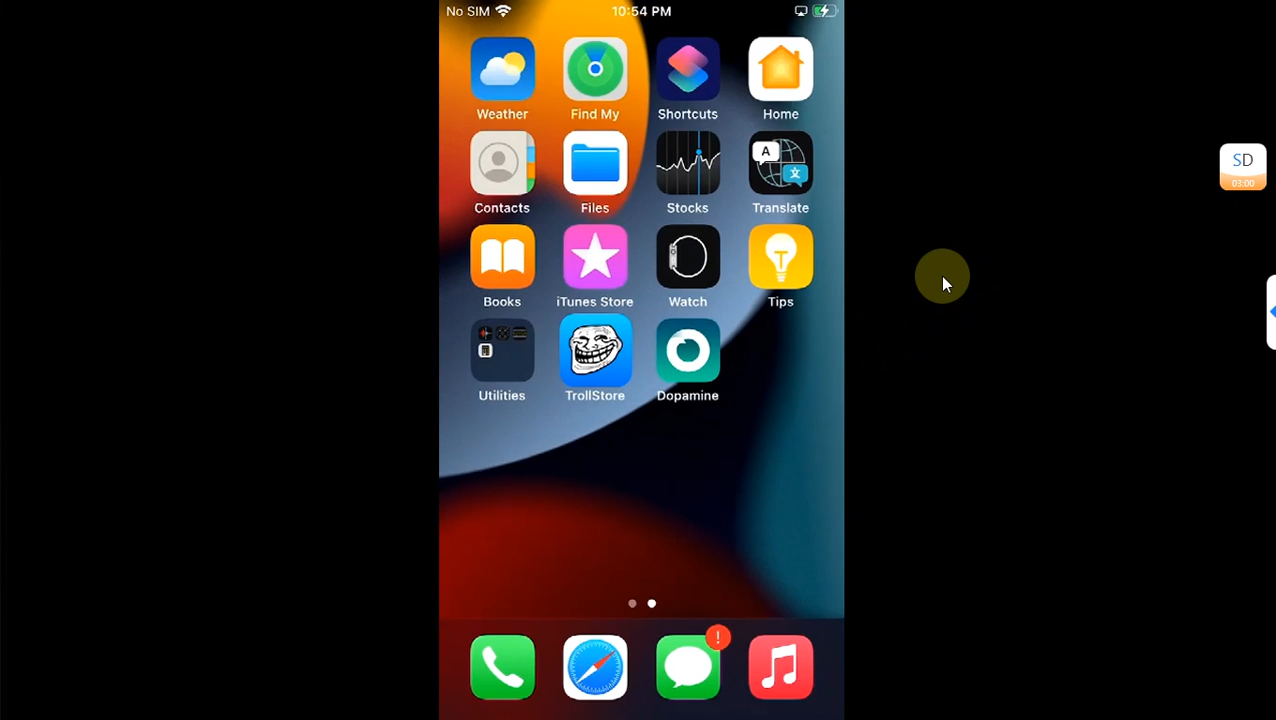 No SIM
10:54 PM
Weather
Find My
Shortcuts
Home
Contacts
Files
Stocks
A
文
Translate
SD
03:00
Books
iTunes Store
Watch
Tips
Utilities
TrollStore
Dopamine
!